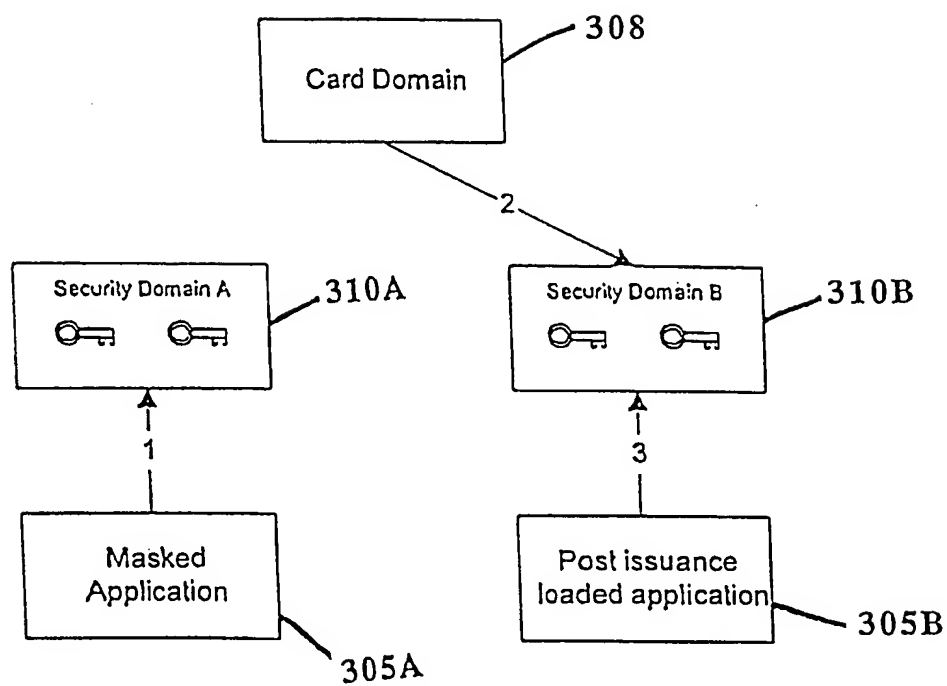 308
Card Domain
2
Security Domain A
310A
Security Domain B
310B
1
3
Masked
Application
305A
Post issuance
loaded application
305B